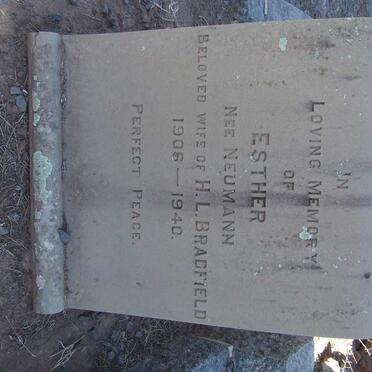 IN
LOVING MEMORY
OF
ESTHER
NEE NEUMANN
BELOVED WIFE OF H. L. BRADFIELD
1906 — 1940.
PERFECT PEACE.